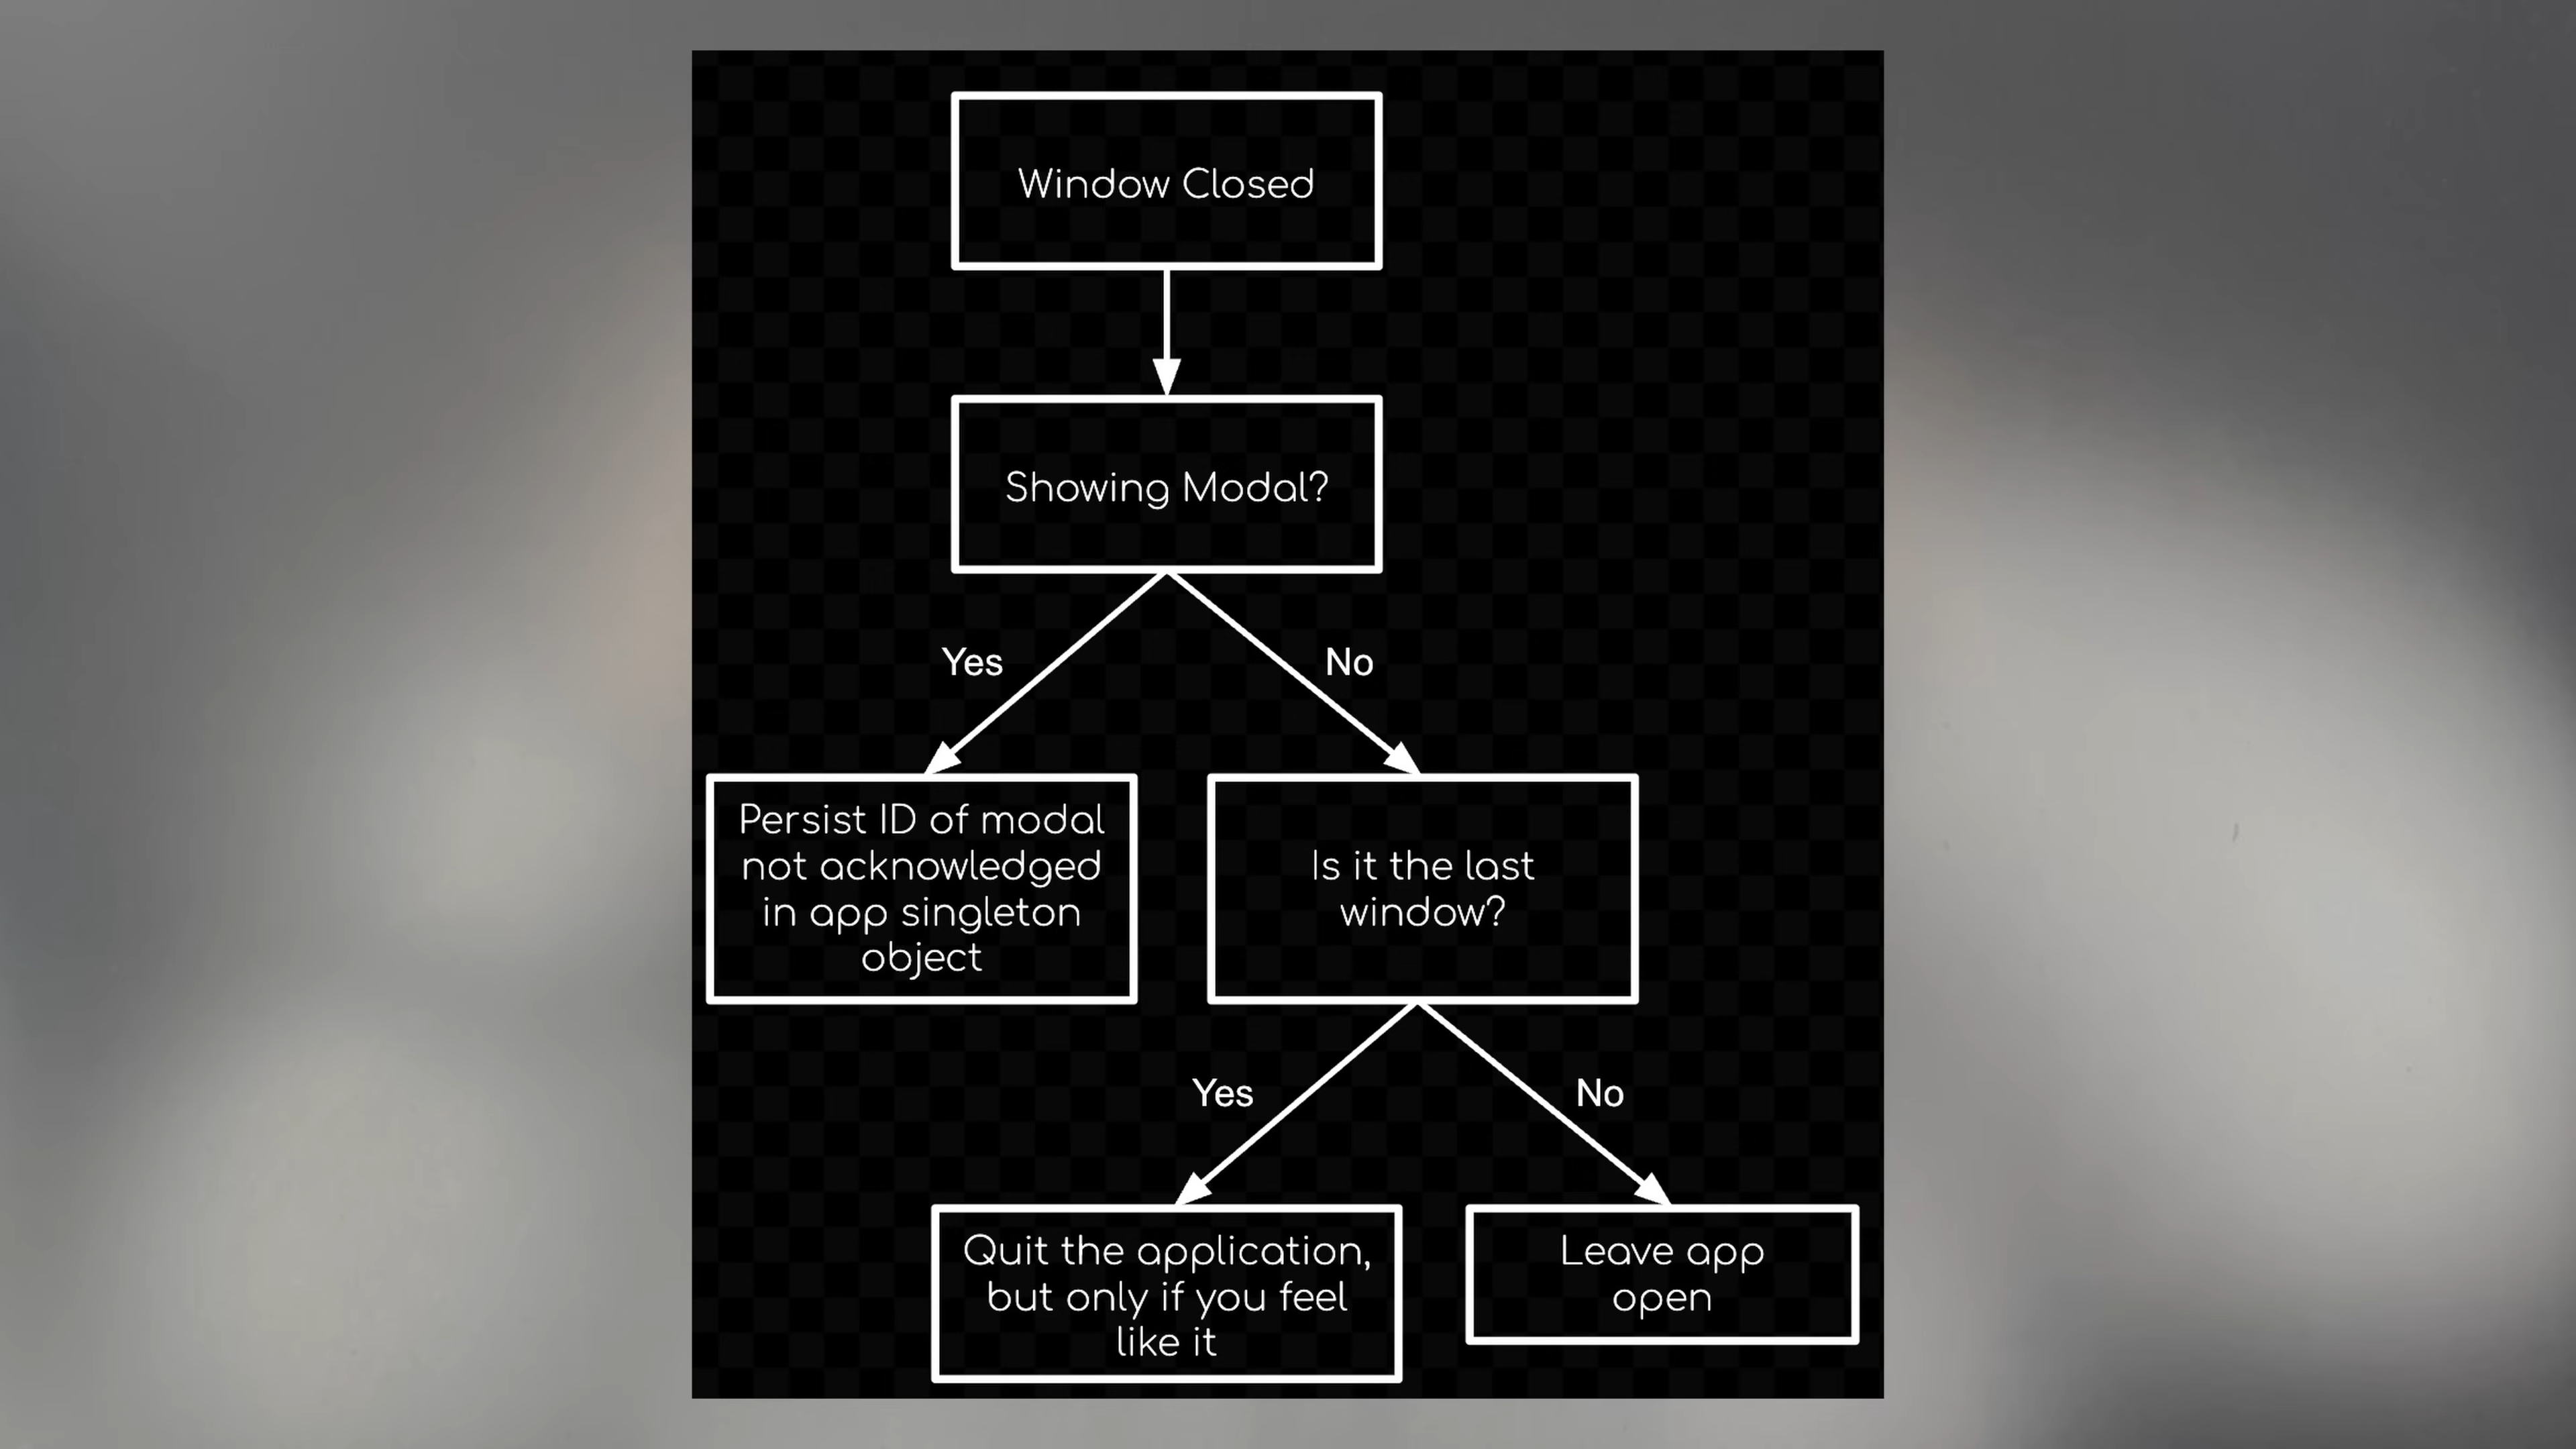 Window Closed
Showing Modal?
Yes
No
Persist ID of modal
not acknowledged
in app singleton
object
Is it the last
window?
Yes
No
Quit the application,
but only if you feel
like it
Leave app
open